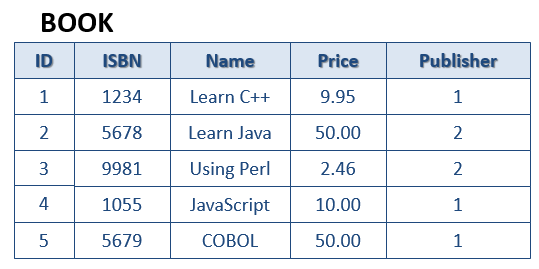 BOOK
ID ISBN Name Price Publisher
1 1234 Learn C++ 9.95 1
2 5678 Learn Java 50.00 2
3 9981 Using Perl 2.46 2
4 1055 JavaScript 10.00 1
5 5679 COBOL 50.00 1